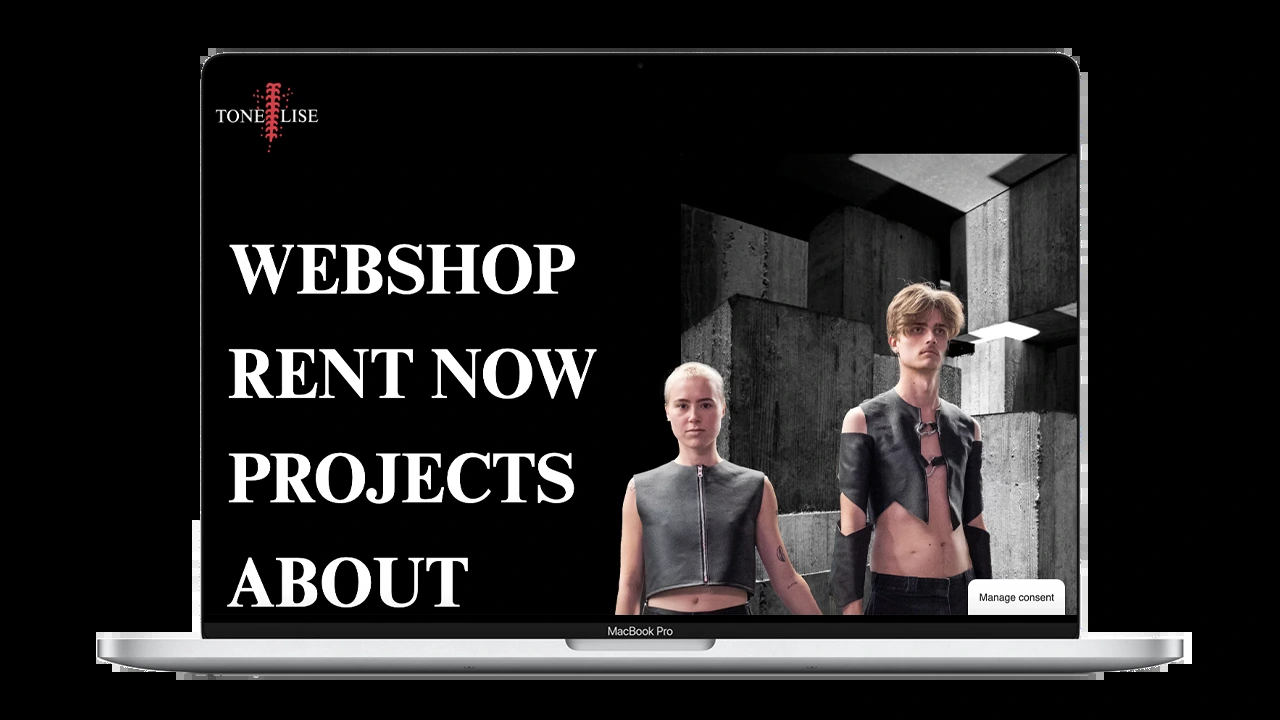 TONE LISE
WEBSHOP
RENT NOW
PROJECTS
ABOUT
Manage consent
MacBook Pro